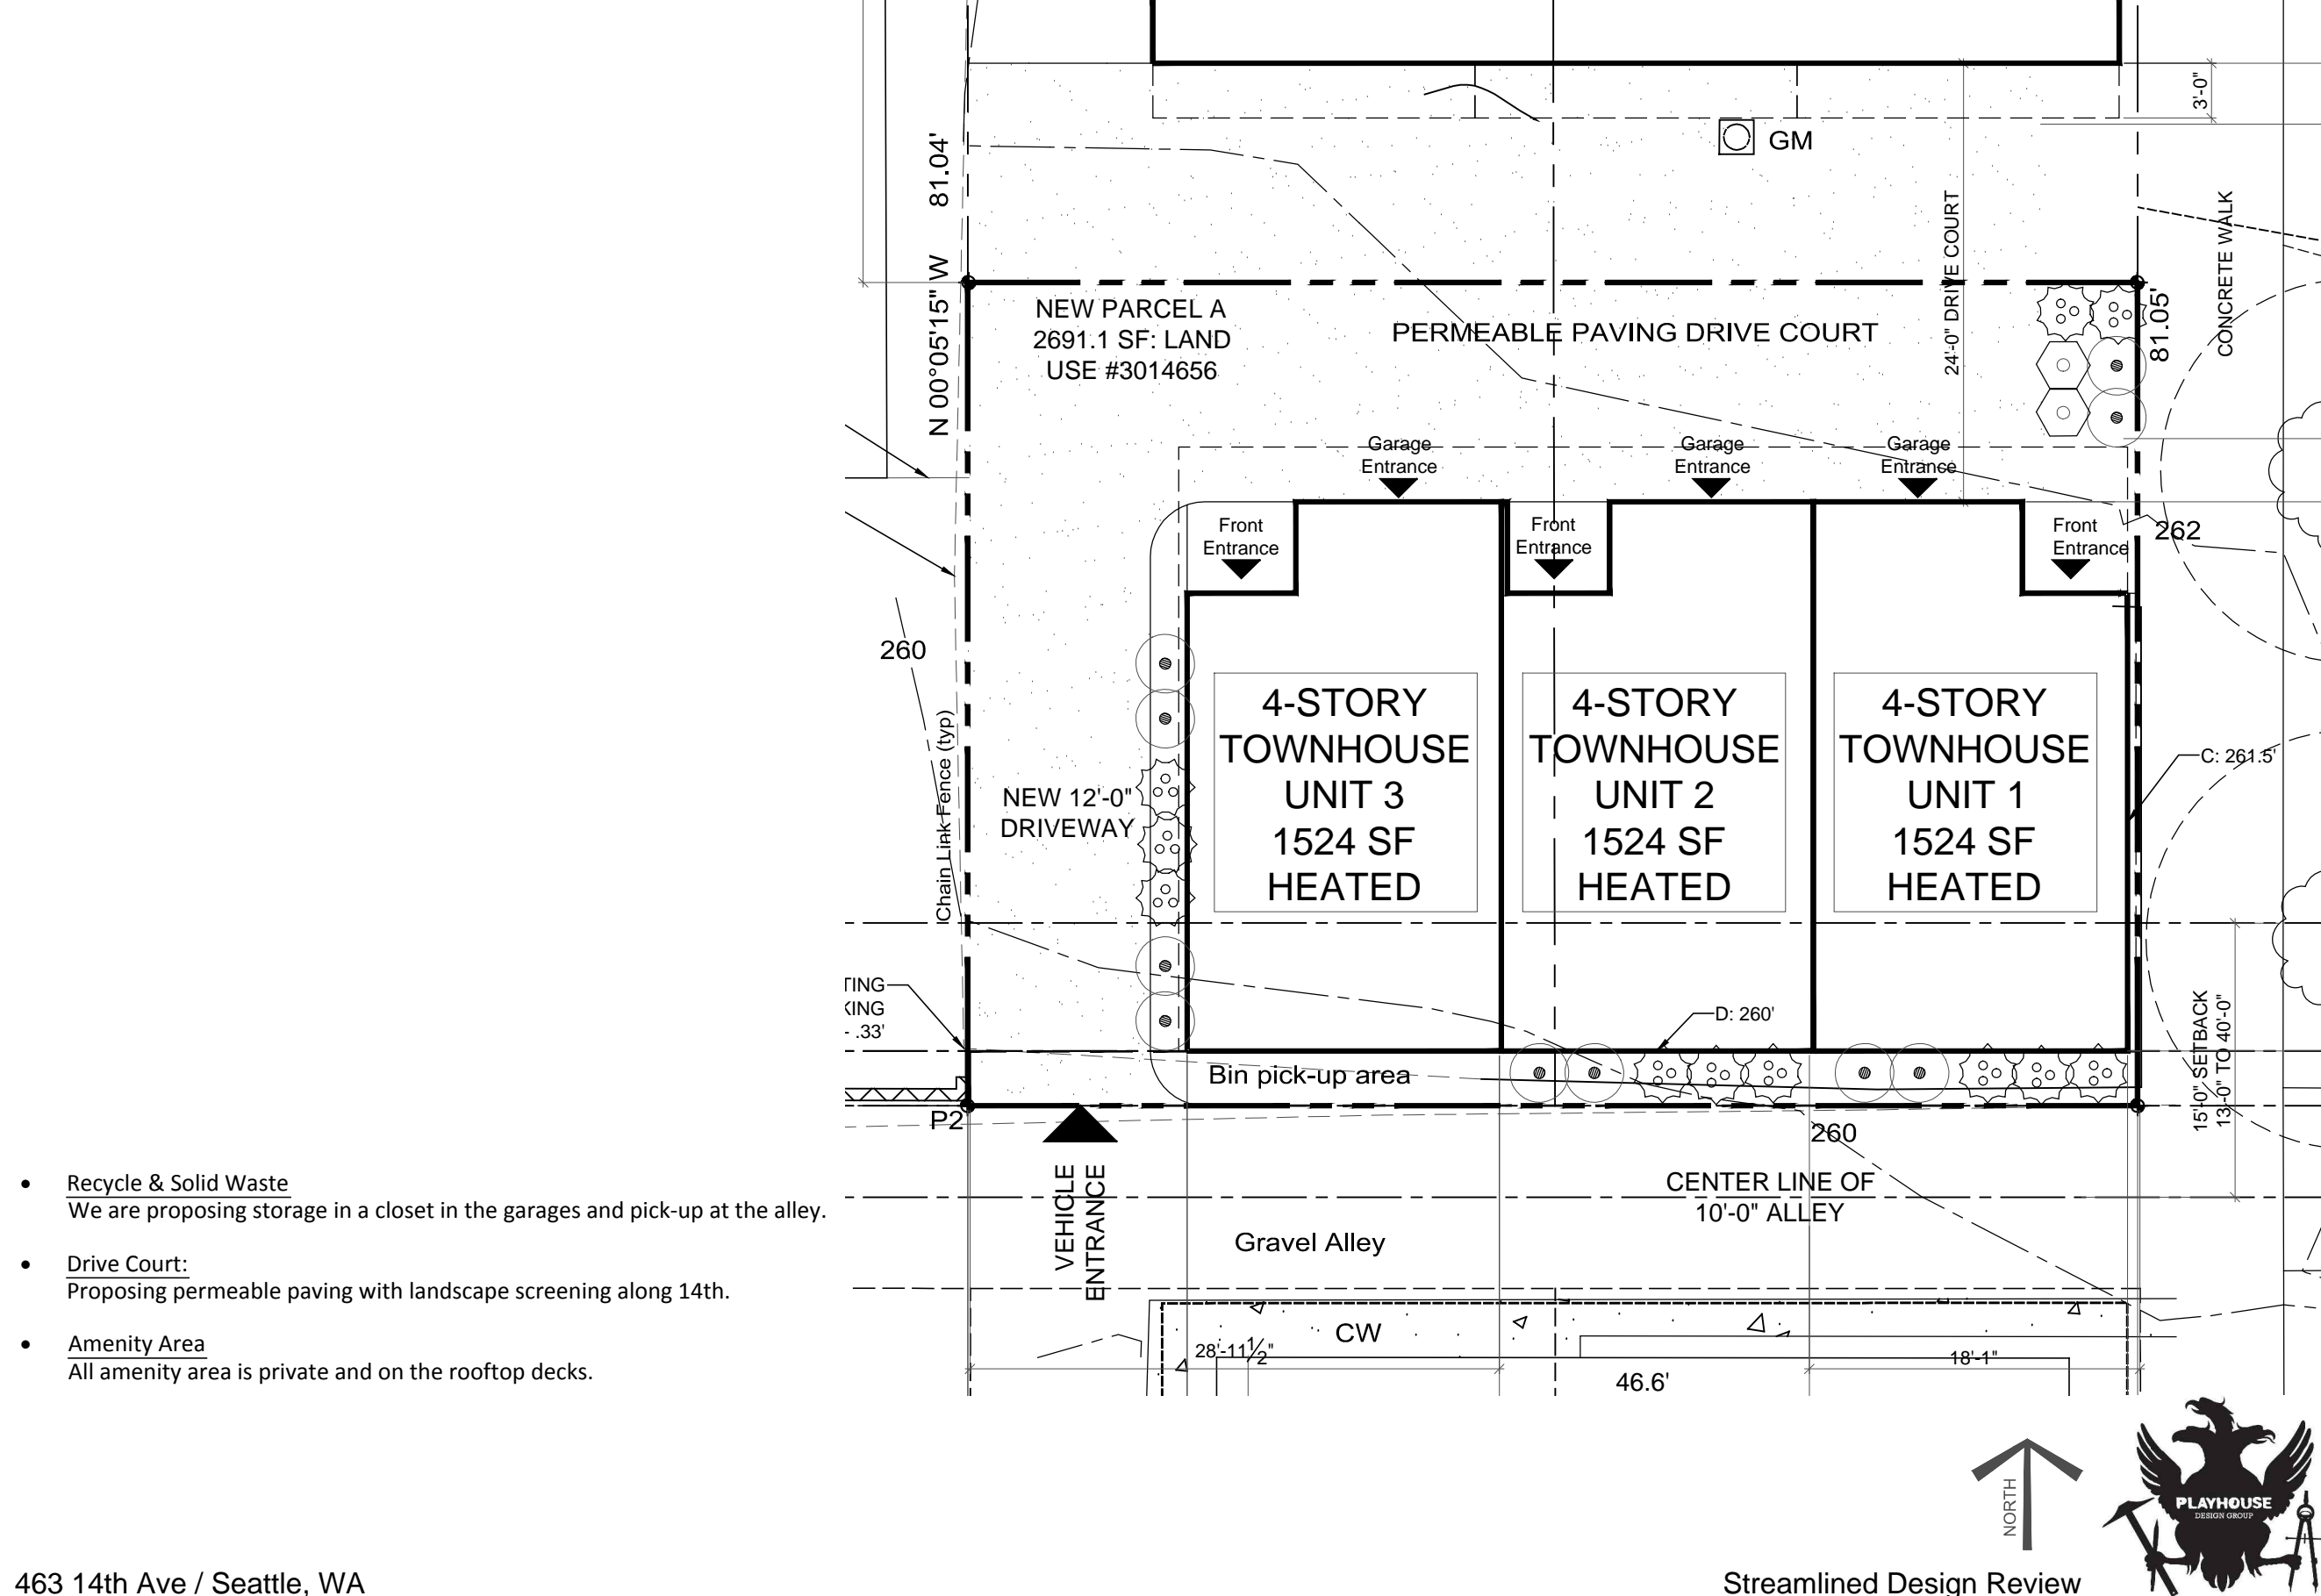 3'-0"
GM
81.04'
N 00°05'15" W
NEW PARCEL A
2691.1 SF: LAND
USE #3014656
PERMEABLE PAVING DRIVE COURT
24'-0" DRIVE COURT
81.05'
CONCRETE WALK
Garage
Entrance
Garage
Entrance
Garage
Entrance
Front
Entrance
Front
Entrance
Front
Entrance
262
260
Chain Link Fence (typ)
NEW 12'-0"
DRIVEWAY
4-STORY
TOWNHOUSE
UNIT 3
1524 SF
HEATED
4-STORY
TOWNHOUSE
UNIT 2
1524 SF
HEATED
4-STORY
TOWNHOUSE
UNIT 1
1524 SF
HEATED
C: 261.5'
TING
KING
- .33'
D: 260'
Bin pick-up area
15'-0" SETBACK
13'-0" TO 40'-0"
P2
260
VEHICLE
ENTRANCE
CENTER LINE OF
10'-0" ALLEY
Gravel Alley
CW
28'-11½"
18'-1"
46.6'
• Recycle & Solid Waste
We are proposing storage in a closet in the garages and pick-up at the alley.
• Drive Court:
Proposing permeable paving with landscape screening along 14th.
• Amenity Area
All amenity area is private and on the rooftop decks.
NORTH
PLAYHOUSE
DESIGN GROUP
463 14th Ave / Seattle, WA
Streamlined Design Review